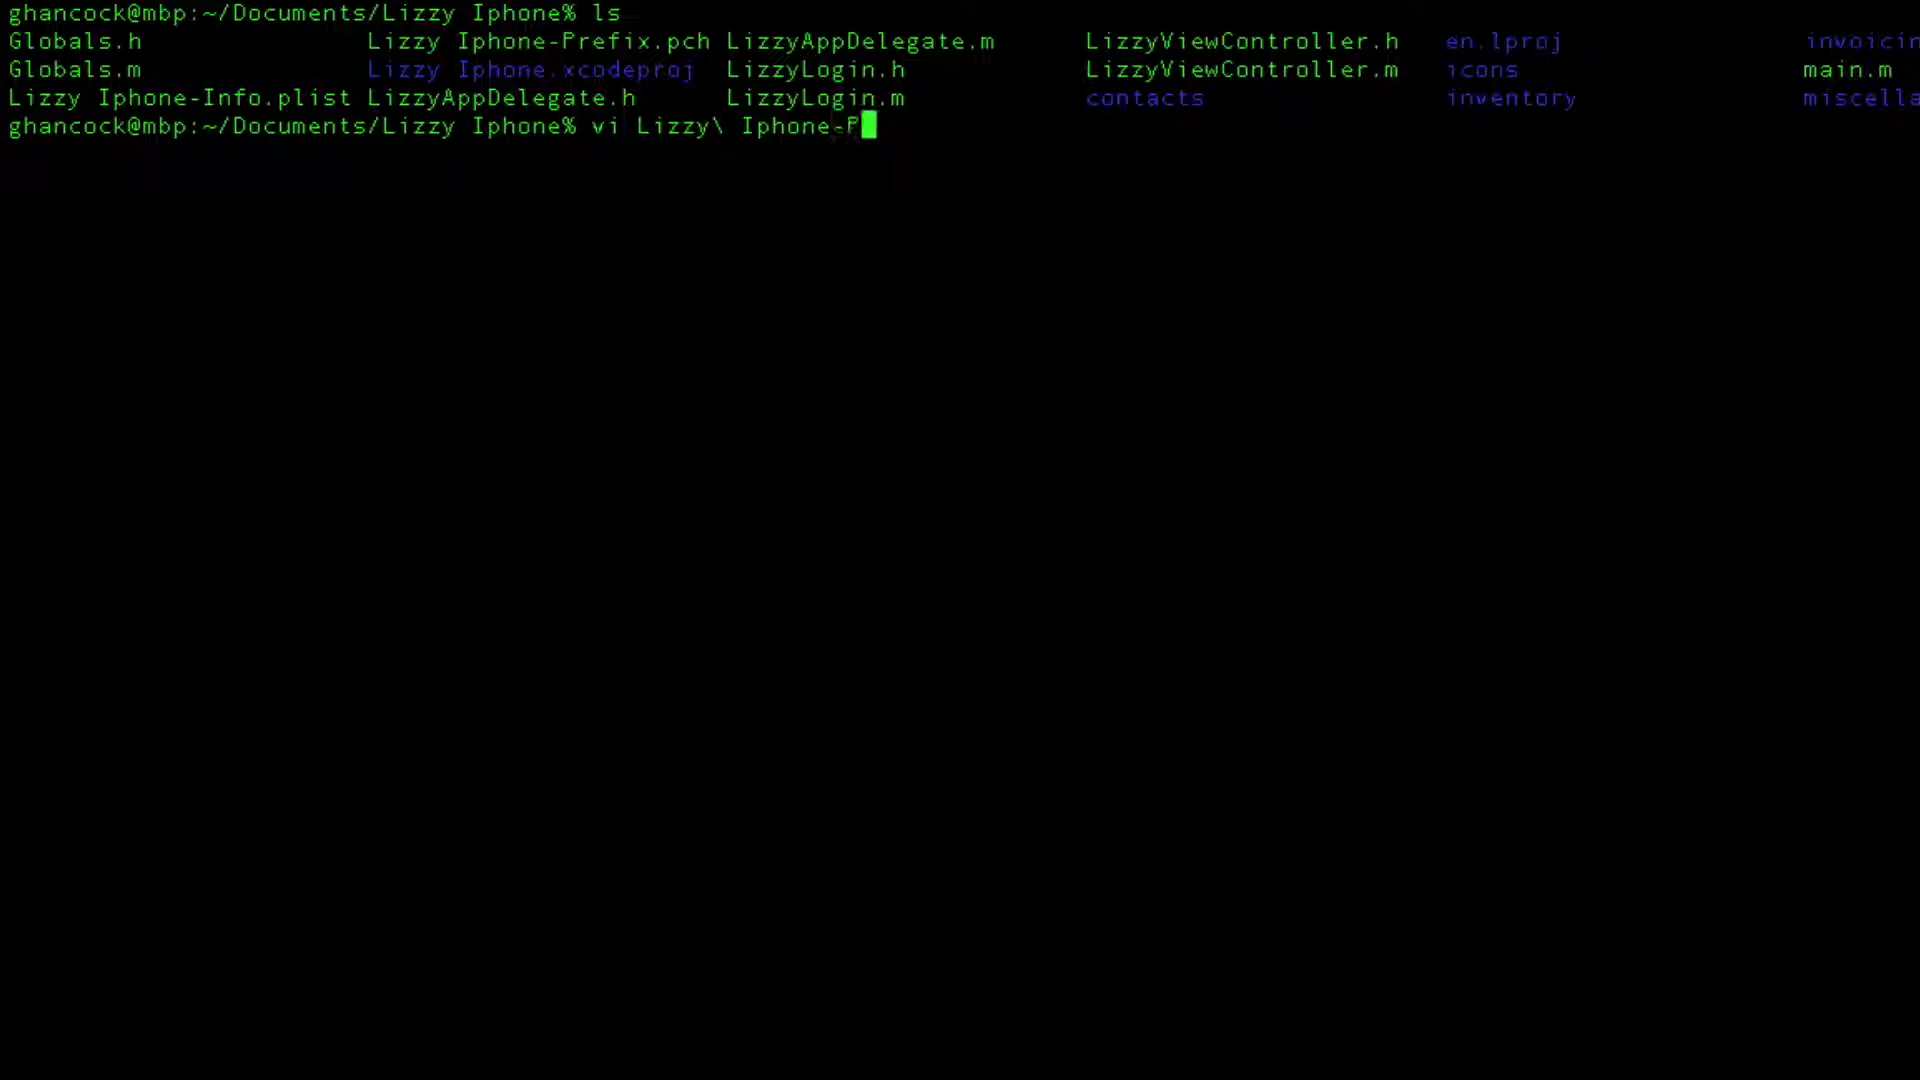 ghancock@mbp:~/Documents/Lizzy Iphone% ls
Globals.h Lizzy Iphone-Prefix.pch LizzyAppDelegate.m LizzyViewController.h en.lproj invoicin
Globals.m Lizzy Iphone.xcodeproj LizzyLogin.h LizzyViewController.m icons main.m
Lizzy Iphone-Info.plist LizzyAppDelegate.h LizzyLogin.m contacts inventory miscella
ghancock@mbp:~/Documents/Lizzy Iphone% vi Lizzy\ Iphone-P